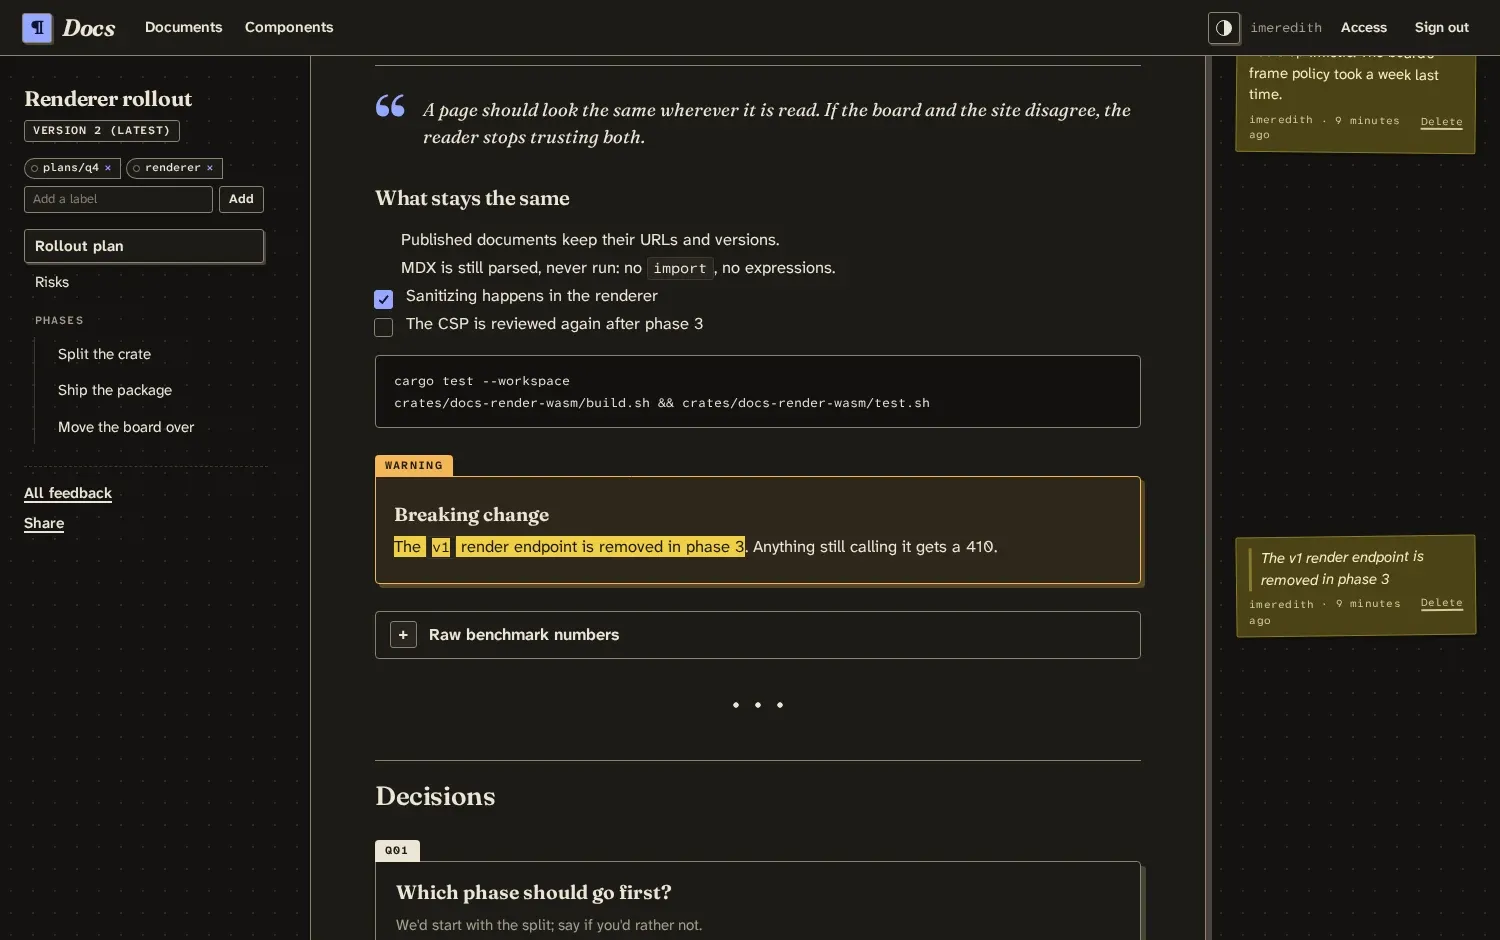 ¶ Docs Documents Components imeredith Access Sign out
Renderer rollout
VERSION 2 (LATEST)
plans/q4 × renderer ×
Add a label Add
Rollout plan
Risks
PHASES
Split the crate
Ship the package
Move the board over
All feedback
Share
“ A page should look the same wherever it is read. If the board and the site disagree, the
reader stops trusting both.
What stays the same
Published documents keep their URLs and versions.
MDX is still parsed, never run: no import, no expressions.
Sanitizing happens in the renderer
The CSP is reviewed again after phase 3
cargo test --workspace
crates/docs-render-wasm/build.sh && crates/docs-render-wasm/test.sh
WARNING
Breaking change
The v1 render endpoint is removed in phase 3. Anything still calling it gets a 410.
+ Raw benchmark numbers
• • •
Decisions
Q01
Which phase should go first?
We'd start with the split; say if you'd rather not.
frame policy took a week last
time.
imeredith · 9 minutes
ago
Delete
The v1 render endpoint is
removed in phase 3
imeredith · 9 minutes
ago
Delete